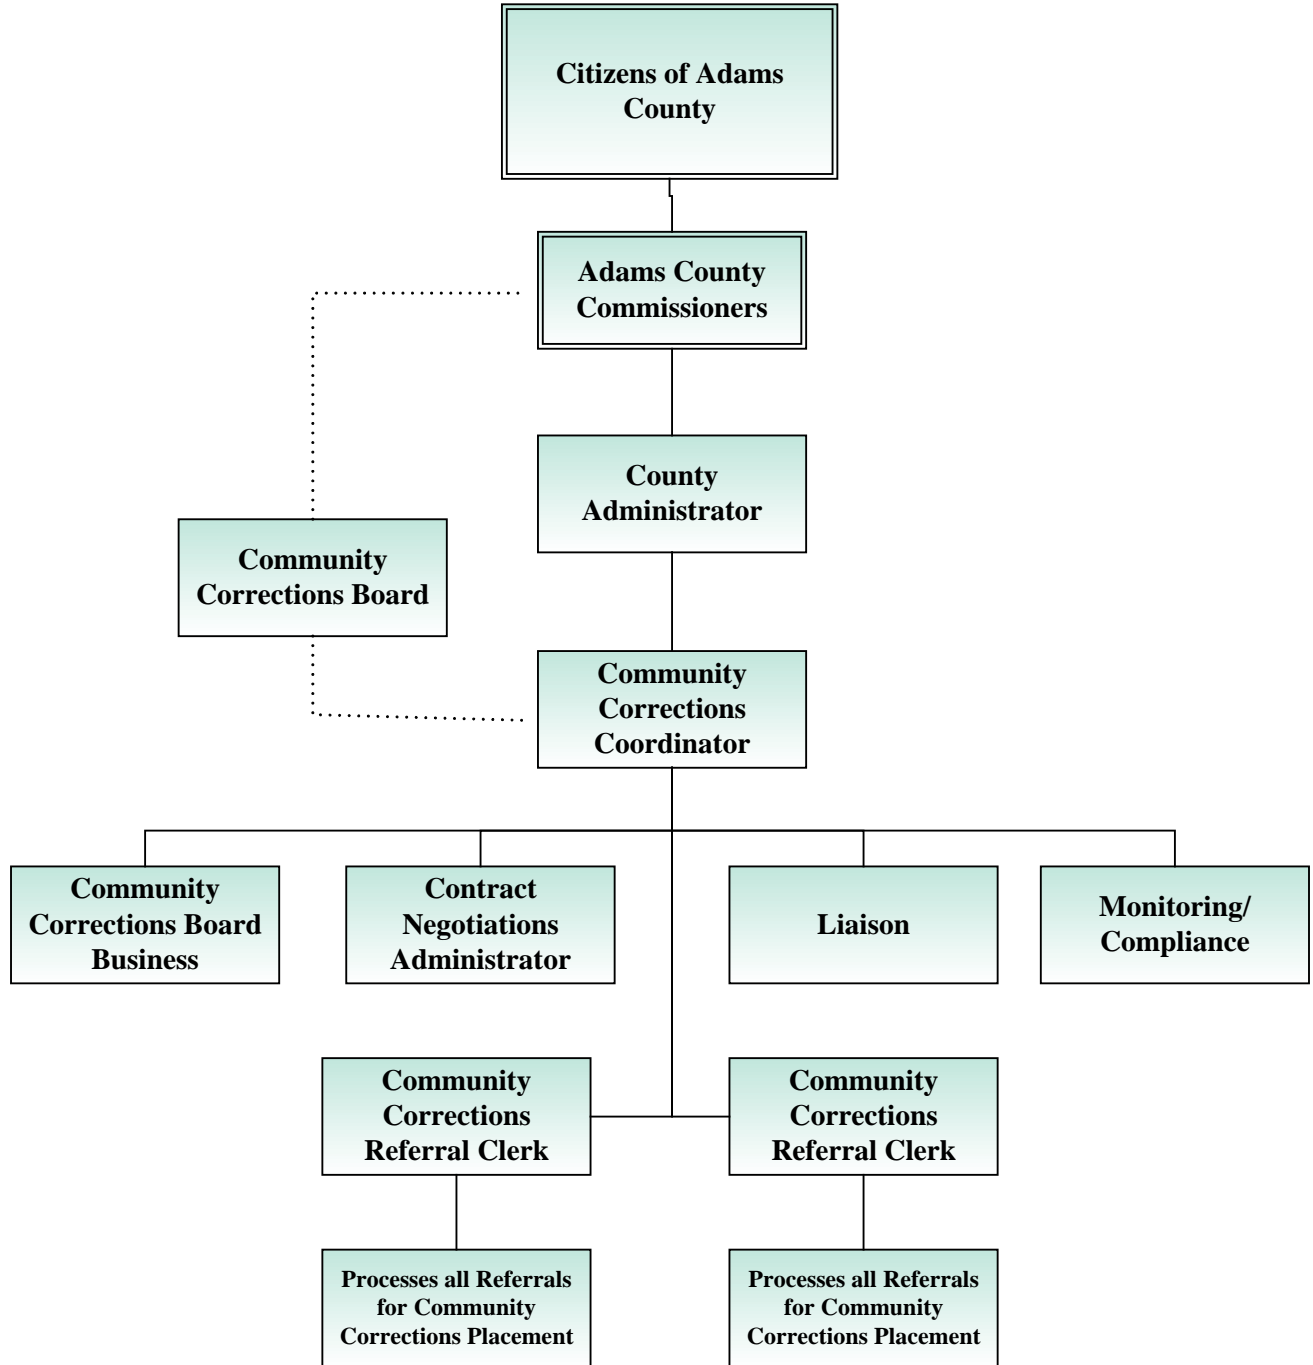 Citizens of Adams
County
Adams County
Commissioners
County
Administrator
Community
Corrections Board
Community
Corrections
Coordinator
Community
Corrections Board
Business
Contract
Negotiations
Administrator
Liaison
Monitoring/
Compliance
Community
Corrections
Referral Clerk
Community
Corrections
Referral Clerk
Processes all Referrals
for Community
Corrections Placement
Processes all Referrals
for Community
Corrections Placement